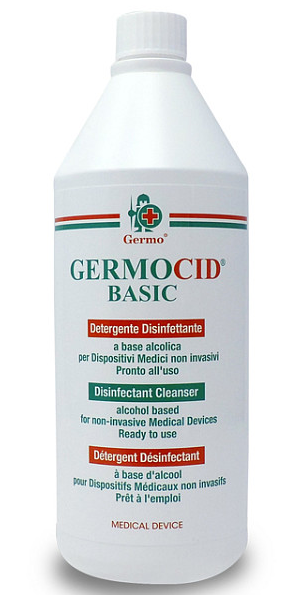 Germo®
GERMOCID®
BASIC
Detergente Disinfettante
a base alcolica
per Dispositivi Medici non invasivi
Pronto all'uso
Disinfectant Cleanser
alcohol based
for non-invasive Medical Devices
Ready to use
Détergent Désinfectant
à base d'alcool
pour Dispositifs Médicaux non invasifs
Prêt à l'emploi
MEDICAL DEVICE